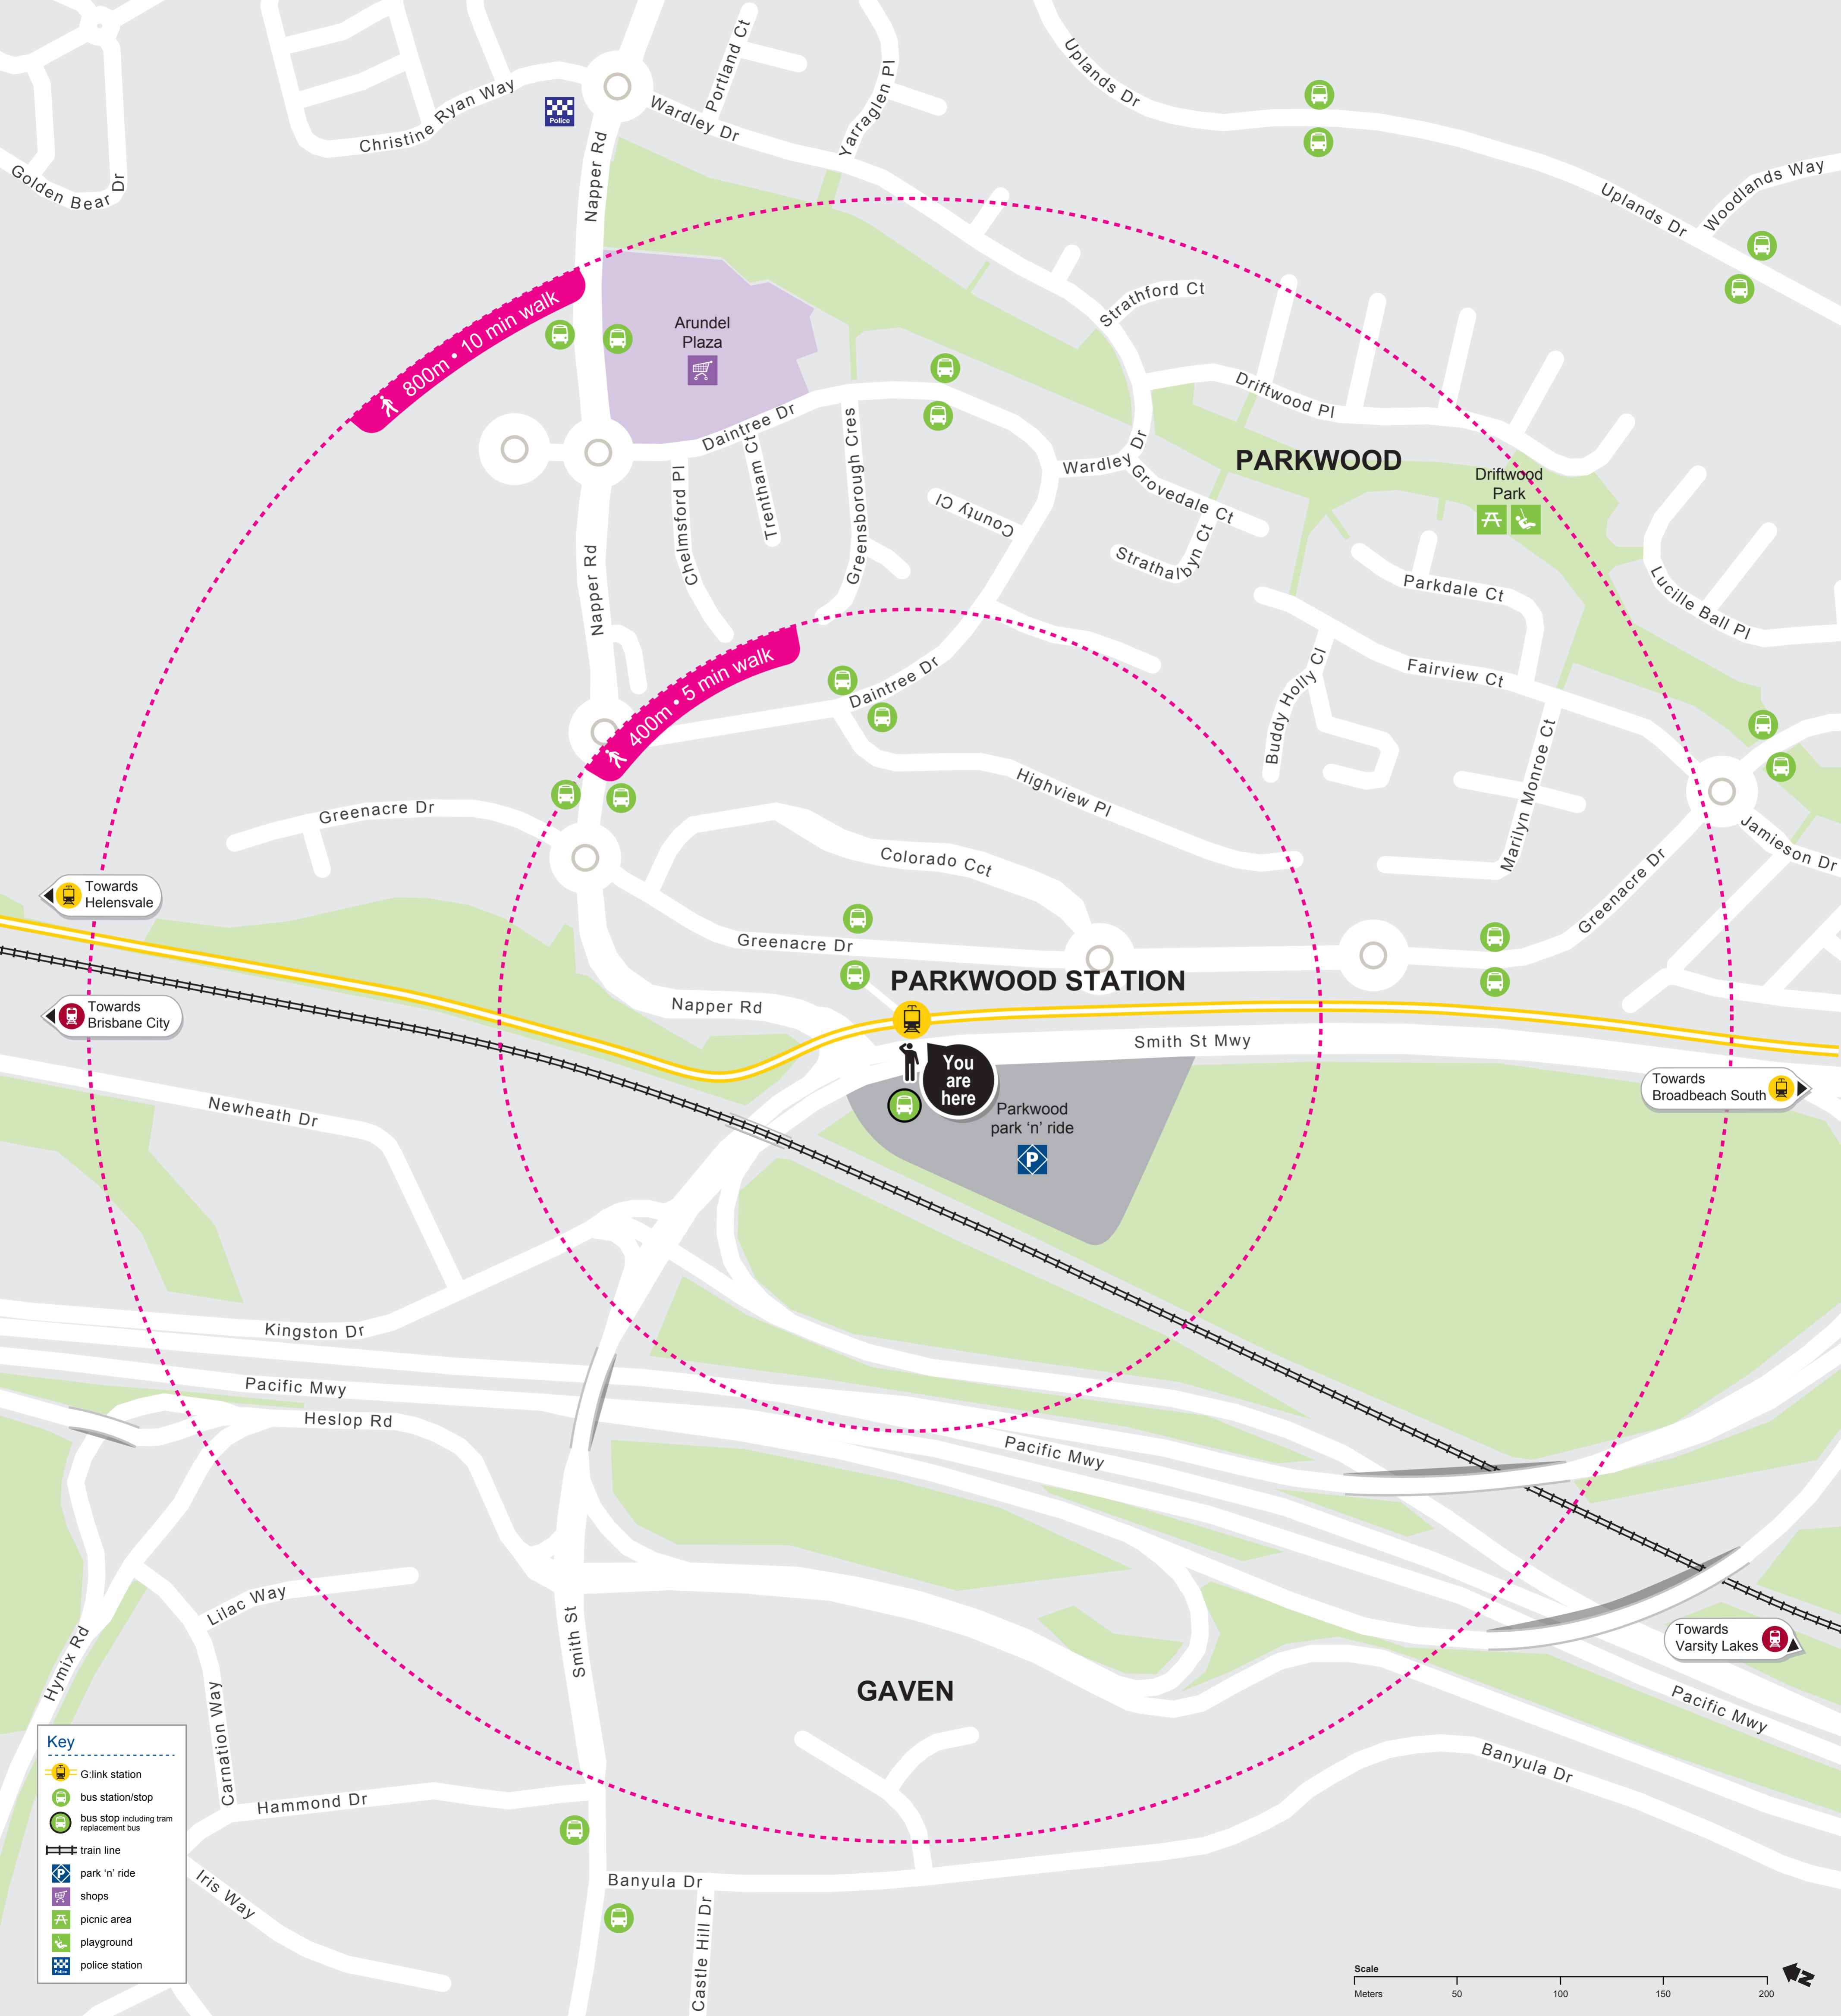 Golden Bear Dr
Christine Ryan Way
Police
Napper Rd
Wardley Dr
Portland Ct
Yarraglen Pl
Uplands Dr
Uplands Dr
Woodlands Way
800m • 10 min walk
Arundel
Plaza
Strathford Ct
Driftwood Pl
PARKWOOD
Driftwood
Park
Daintree Dr
Chelmsford Pl
Trentham Ct
Greensborough Cres
County Cl
Wardley Dr
Grovedale Ct
Strathalbyn Ct
Parkdale Ct
Lucille Ball Pl
Napper Rd
400m • 5 min walk
Daintree Dr
Buddy Holly Cl
Fairview Ct
Highview Pl
Marilyn Monroe Ct
Jamieson Dr
Greenacre Dr
Colorado Cct
Greenacre Dr
Greenacre Dr
Towards
Helensvale
PARKWOOD STATION
Napper Rd
Towards
Brisbane City
Smith St Mwy
You
are
here
Towards
Broadbeach South
Parkwood
park ‘n’ ride
P
Newheath Dr
Kingston Dr
Pacific Mwy
Heslop Rd
Pacific Mwy
Lilac Way
Hymix Rd
Smith St
Towards
Varsity Lakes
GAVEN
Pacific Mwy
Carnation Way
Banyula Dr
Hammond Dr
Iris Way
Banyula Dr
Castle Hill Dr
Key
G:link station
bus station/stop
bus stop including tram
replacement bus
train line
P park ‘n’ ride
shops
picnic area
playground
Police police station
Scale
Meters 50 100 150 200
N